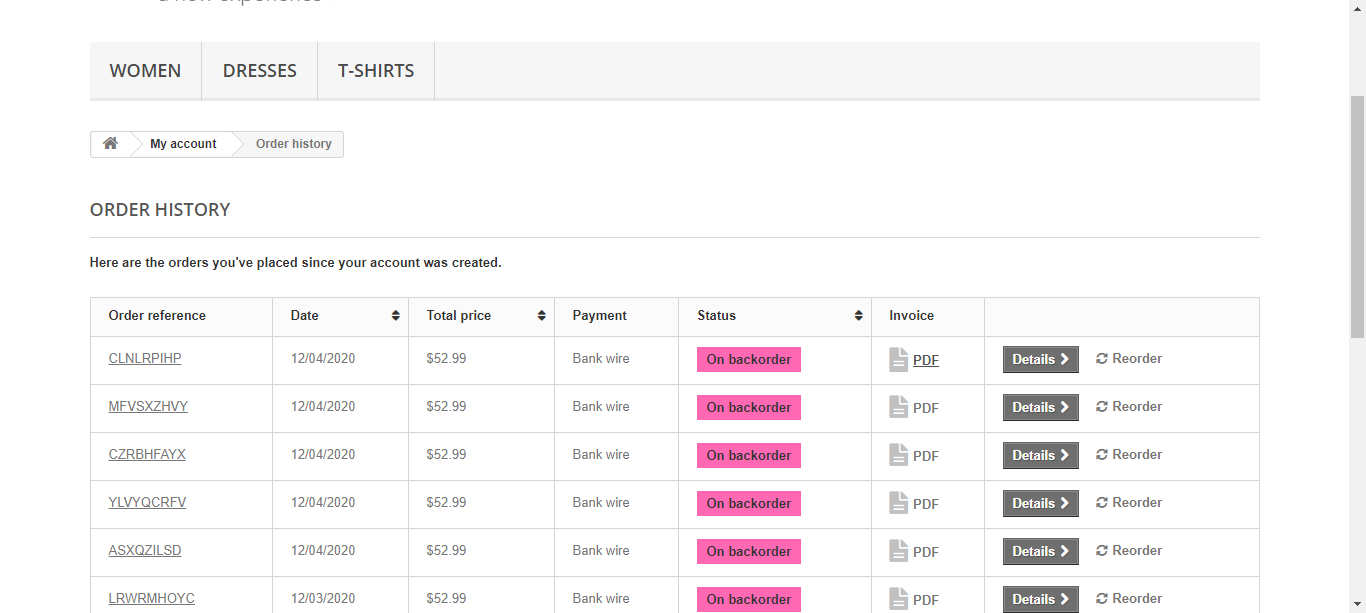 a new experience
WOMEN DRESSES T-SHIRTS
My account Order history
ORDER HISTORY
Here are the orders you've placed since your account was created.
Order reference Date Total price Payment Status Invoice
CLNLRPIHP 12/04/2020 $52.99 Bank wire On backorder PDF Details Reorder
MFVSXZHVY 12/04/2020 $52.99 Bank wire On backorder PDF Details Reorder
CZRBHFAYX 12/04/2020 $52.99 Bank wire On backorder PDF Details Reorder
YLVYQCRFV 12/04/2020 $52.99 Bank wire On backorder PDF Details Reorder
ASXQZILSD 12/04/2020 $52.99 Bank wire On backorder PDF Details Reorder
LRWRMHOYC 12/03/2020 $52.99 Bank wire On backorder PDF Details Reorder